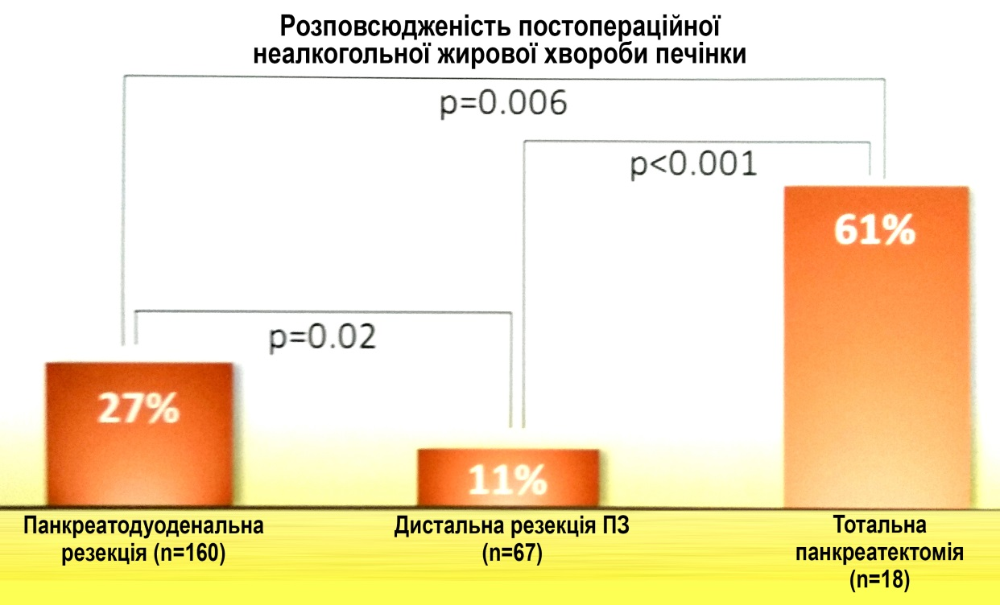 Розповсюдженість постопераційної
неалкогольної жирової хвороби печінки
p=0.006
p<0.001
61%
p=0.02
27%
11%
Панкреатодуоденальна
резекція (n=160)
Дистальна резекція ПЗ
(n=67)
Тотальна
панкреатектомія
(n=18)